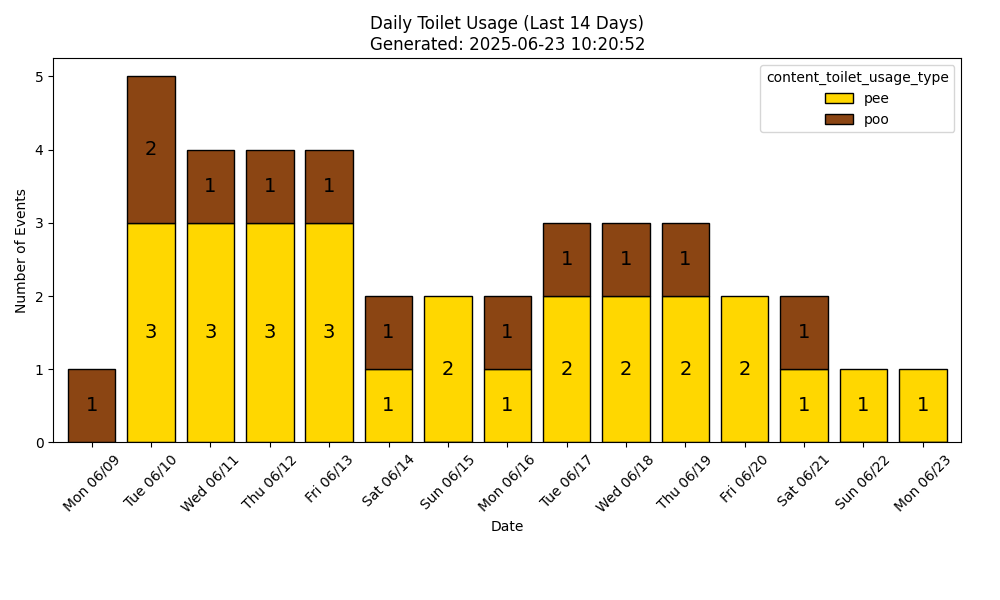 Daily Toilet Usage (Last 14 Days)
Generated: 2025-06-23 10:20:52
content_toilet_usage_type
pee
poo
Number of Events
5
4
3
2
1
0
2
1
1
1
1
1
1
1
1
1
3
3
3
3
1
2
1
2
2
2
2
1
1
1
1
Mon 06/09
Tue 06/10
Wed 06/11
Thu 06/12
Fri 06/13
Sat 06/14
Sun 06/15
Mon 06/16
Tue 06/17
Wed 06/18
Thu 06/19
Fri 06/20
Sat 06/21
Sun 06/22
Mon 06/23
Date